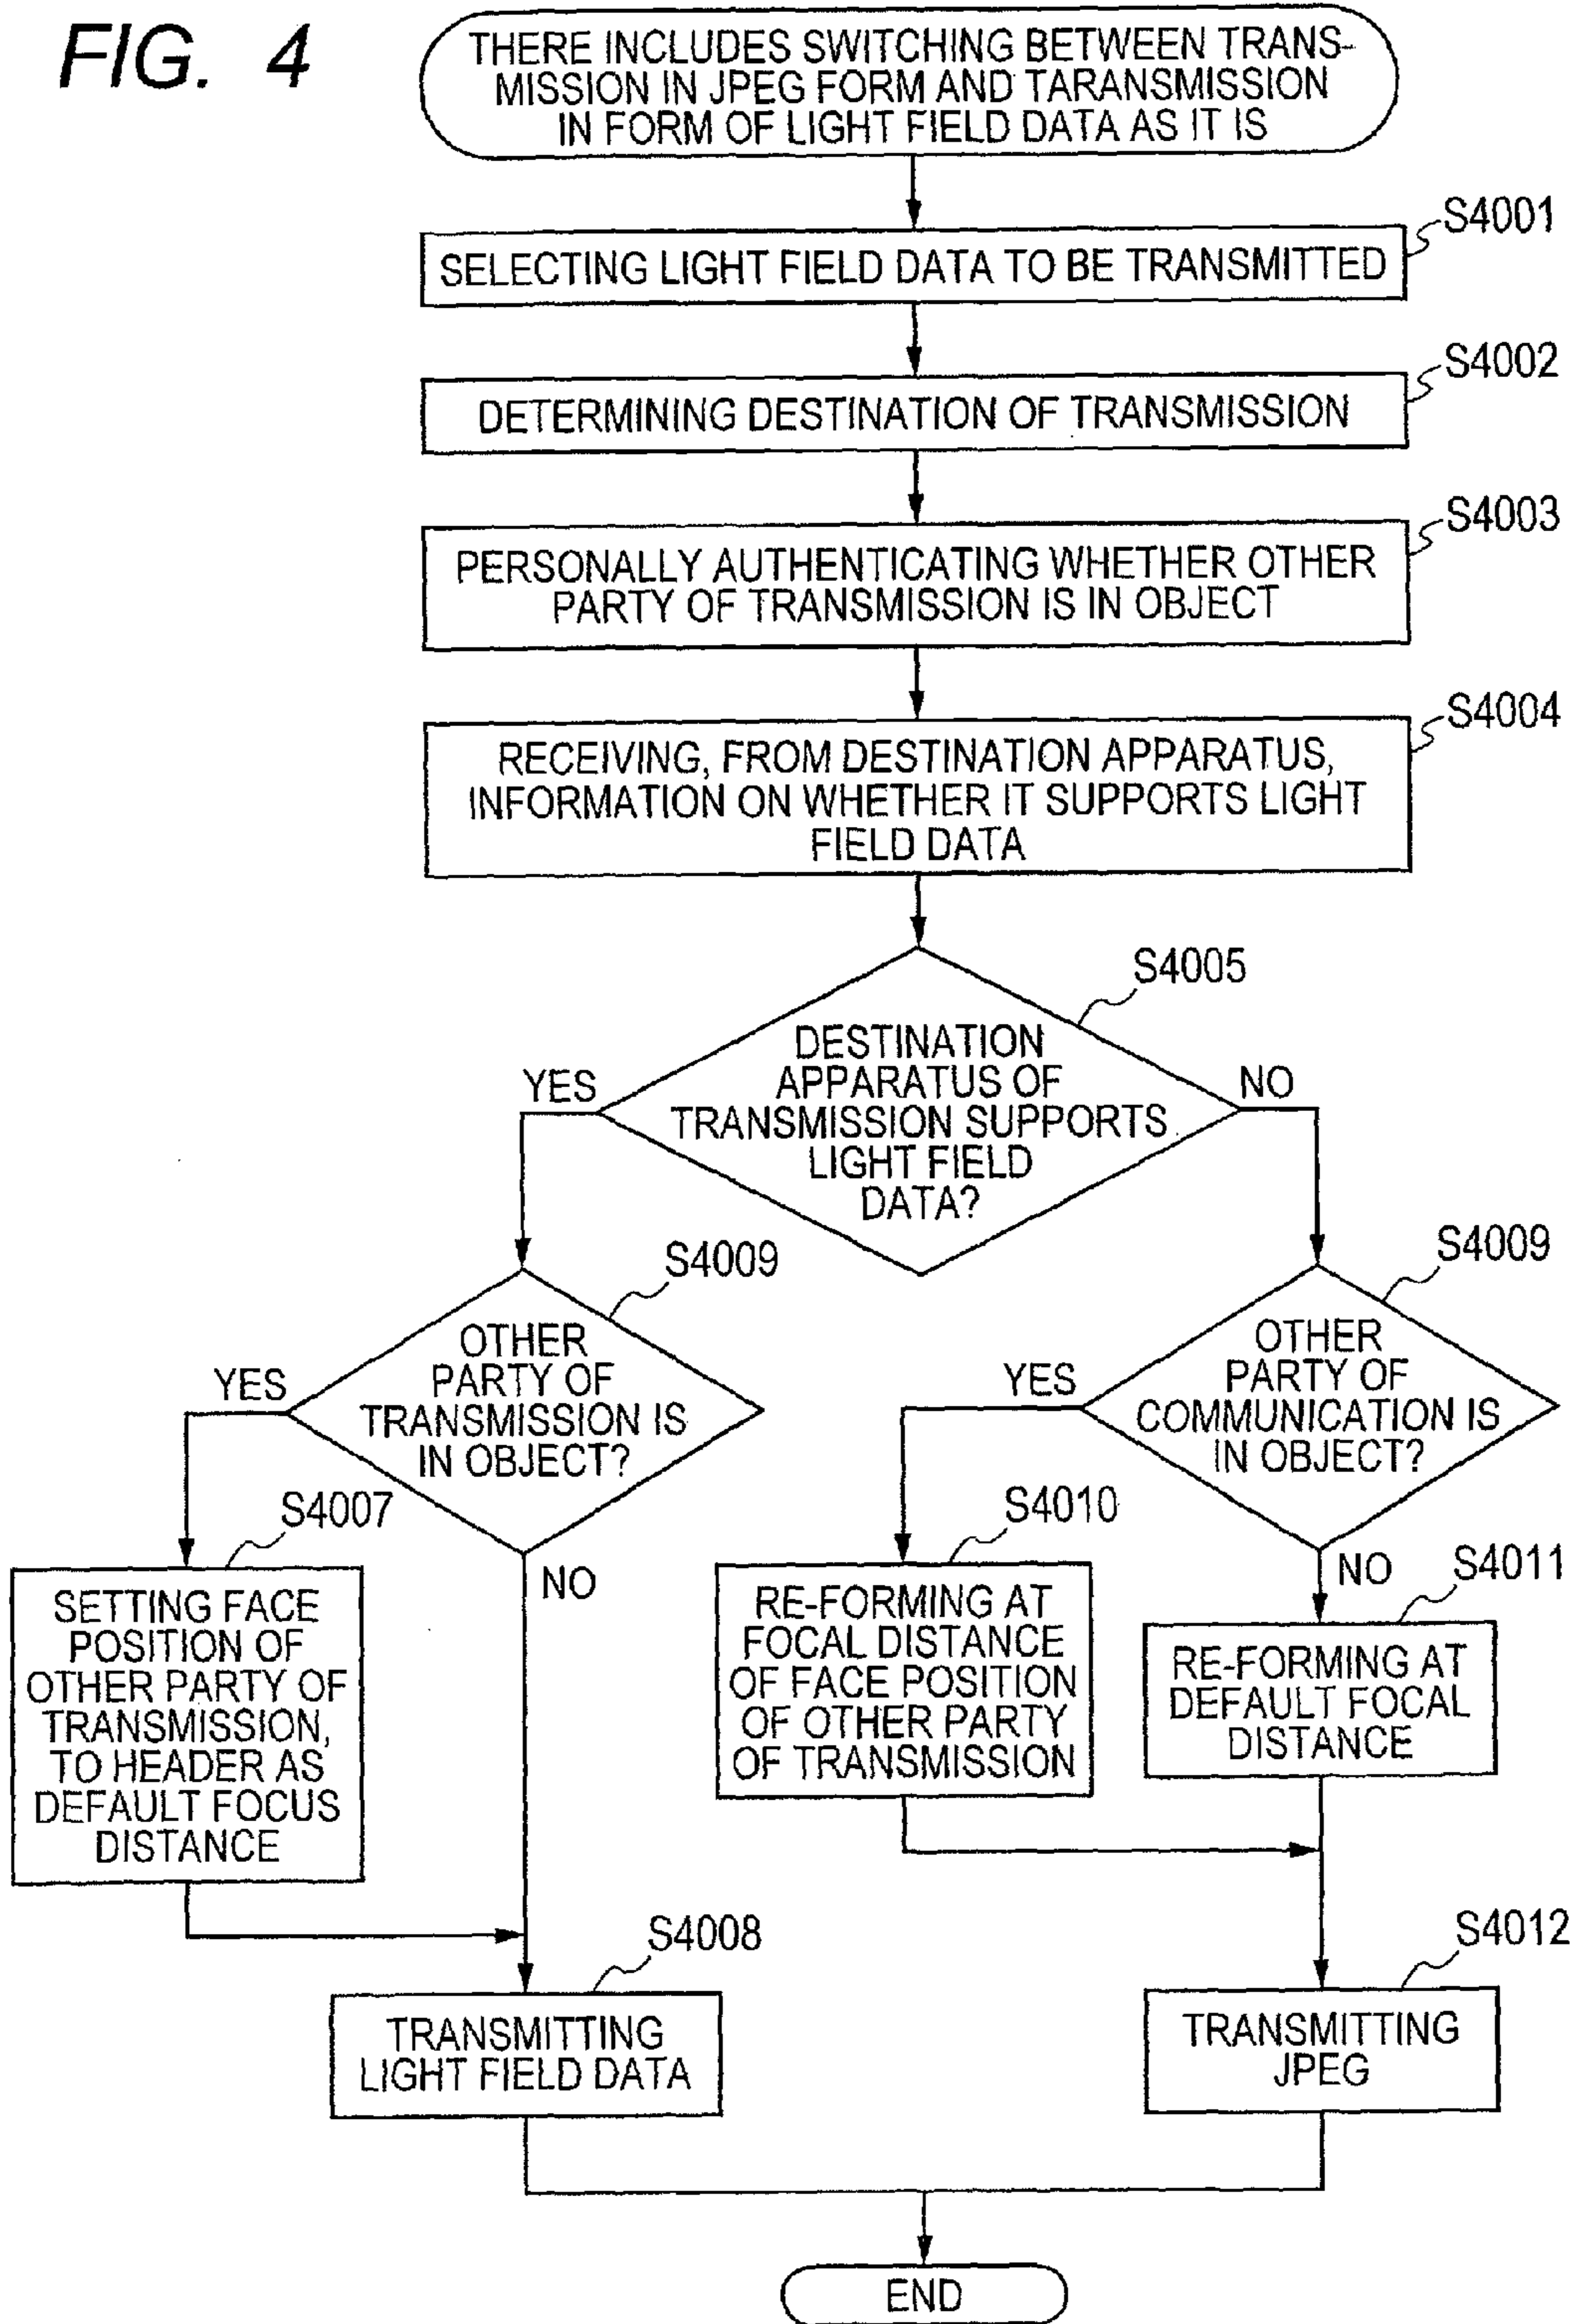 FIG. 4
THERE INCLUDES SWITCHING BETWEEN TRANS-
MISSION IN JPEG FORM AND TARANSMISSION
IN FORM OF LIGHT FIELD DATA AS IT IS
S4001
SELECTING LIGHT FIELD DATA TO BE TRANSMITTED
S4002
DETERMINING DESTINATION OF TRANSMISSION
S4003
PERSONALLY AUTHENTICATING WHETHER OTHER
PARTY OF TRANSMISSION IS IN OBJECT
S4004
RECEIVING, FROM DESTINATION APPARATUS,
INFORMATION ON WHETHER IT SUPPORTS LIGHT
FIELD DATA
S4005
DESTINATION
APPARATUS OF
TRANSMISSION SUPPORTS
LIGHT FIELD
DATA?
YES
NO
S4009
OTHER
PARTY OF
TRANSMISSION IS
IN OBJECT?
YES
NO
S4009
OTHER
PARTY OF
COMMUNICATION IS
IN OBJECT?
YES
NO
S4007
SETTING FACE
POSITION OF
OTHER PARTY OF
TRANSMISSION,
TO HEADER AS
DEFAULT FOCUS
DISTANCE
S4010
RE-FORMING AT
FOCAL DISTANCE
OF FACE POSITION
OF OTHER PARTY
OF TRANSMISSION
S4011
RE-FORMING AT
DEFAULT FOCAL
DISTANCE
S4008
TRANSMITTING
LIGHT FIELD DATA
S4012
TRANSMITTING
JPEG
END